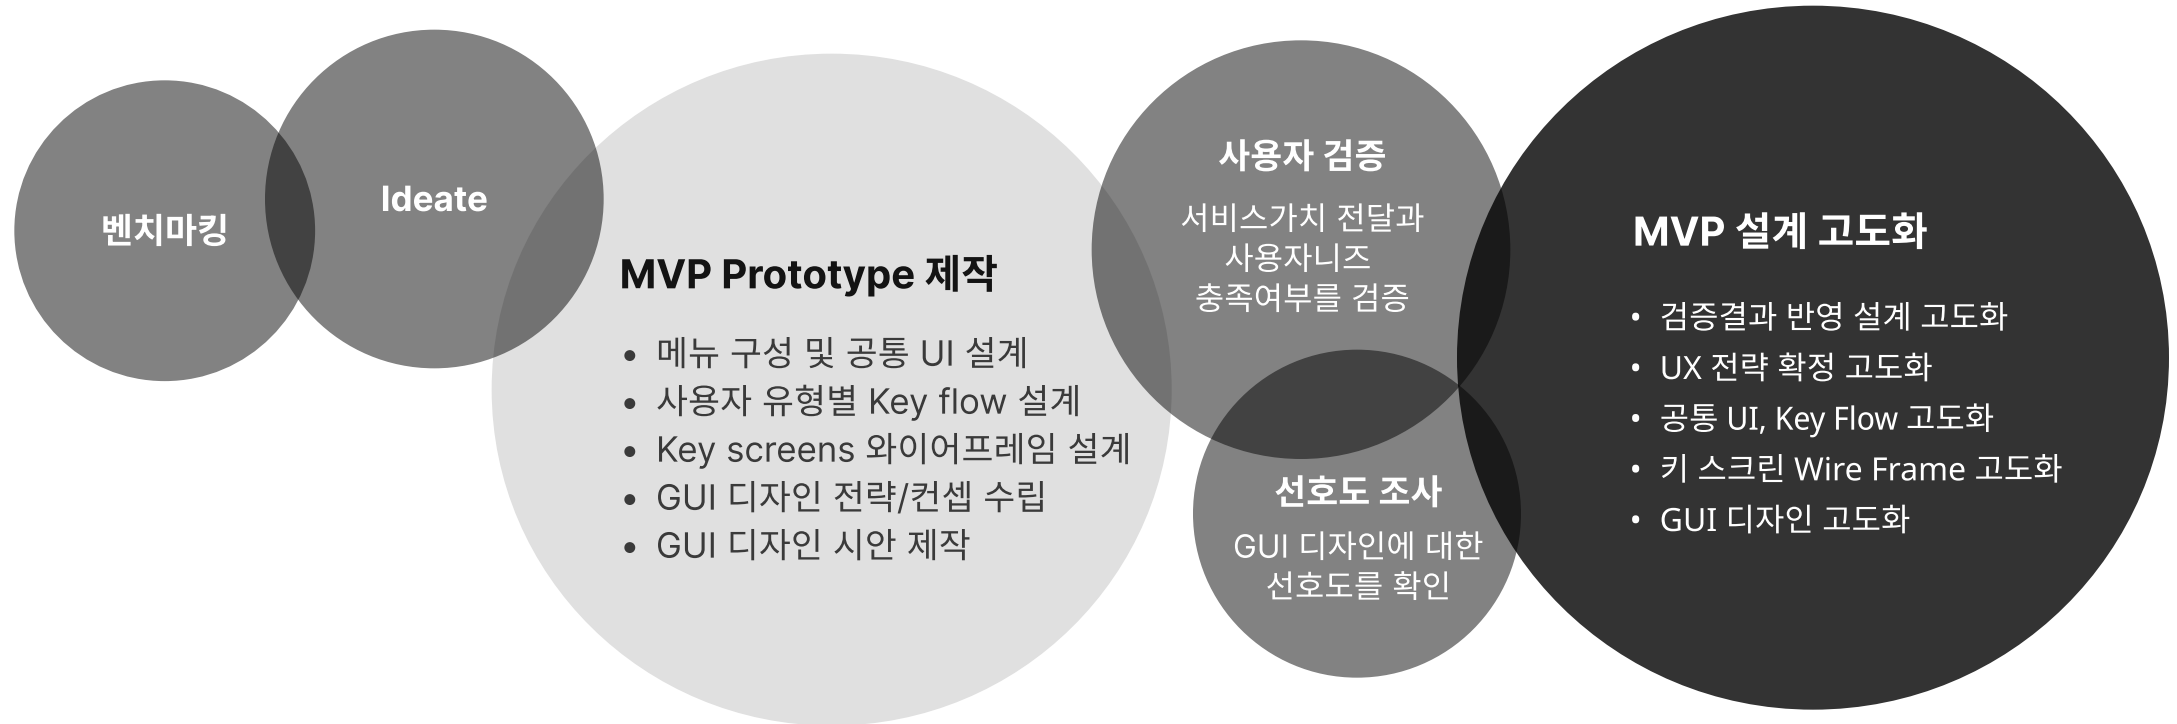 벤치마킹
Ideate
MVP Prototype 제작
• 메뉴 구성 및 공통 UI 설계
• 사용자 유형별 Key flow 설계
• Key screens 와이어프레임 설계
• GUI 디자인 전략/컨셉 수립
• GUI 디자인 시안 제작
사용자 검증
서비스가치 전달과
사용자니즈
충족여부를 검증
선호도 조사
GUI 디자인에 대한
선호도를 확인
MVP 설계 고도화
• 검증결과 반영 설계 고도화
• UX 전략 확정 고도화
• 공통 UI, Key Flow 고도화
• 키 스크린 Wire Frame 고도화
• GUI 디자인 고도화